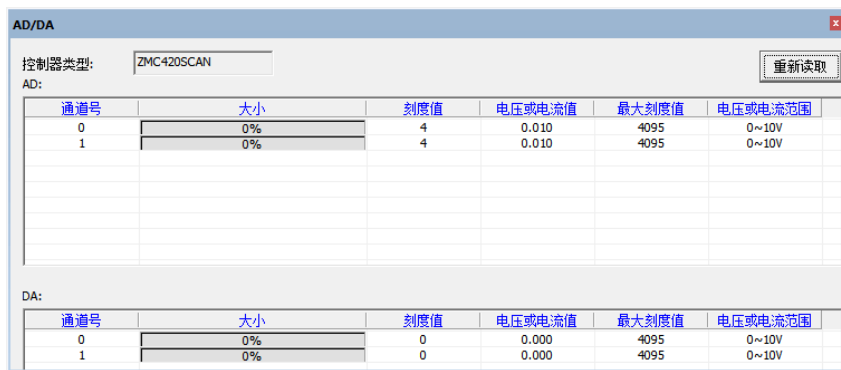 AD/DA
控制器类型: ZMC420SCAN 重新读取
AD:
通道号 大小 刻度值 电压或电流值 最大刻度值 电压或电流范围
0 0% 4 0.010 4095 0~10V
1 0% 4 0.010 4095 0~10V
DA:
通道号 大小 刻度值 电压或电流值 最大刻度值 电压或电流范围
0 0% 0 0.000 4095 0~10V
1 0% 0 0.000 4095 0~10V